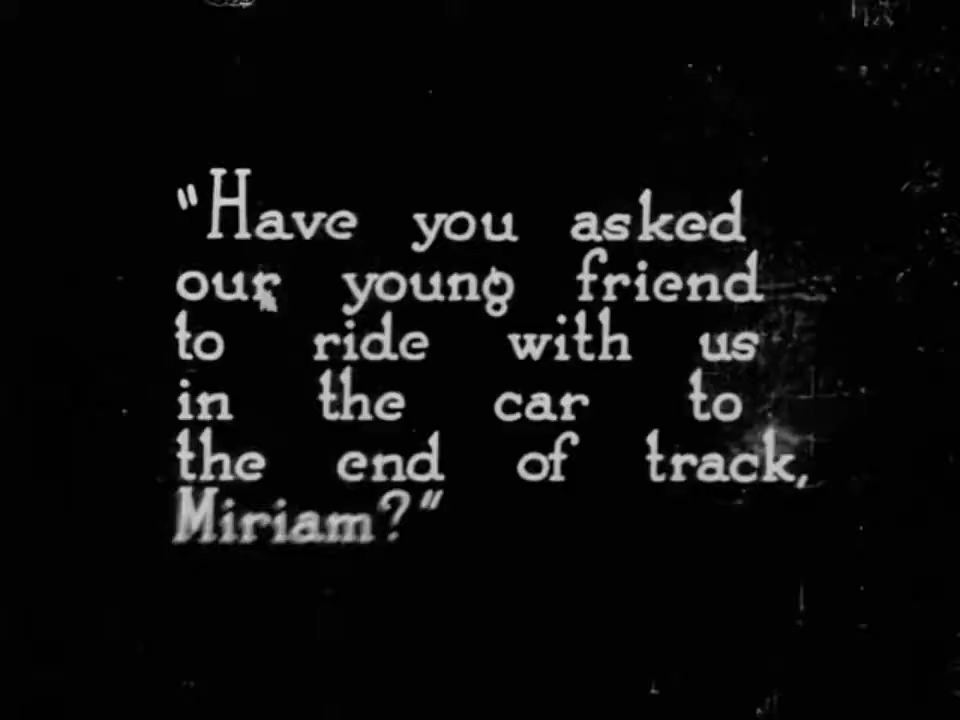 "Have you asked
our young friend
to ride with us
in the car to
the end of track,
Miriam?"